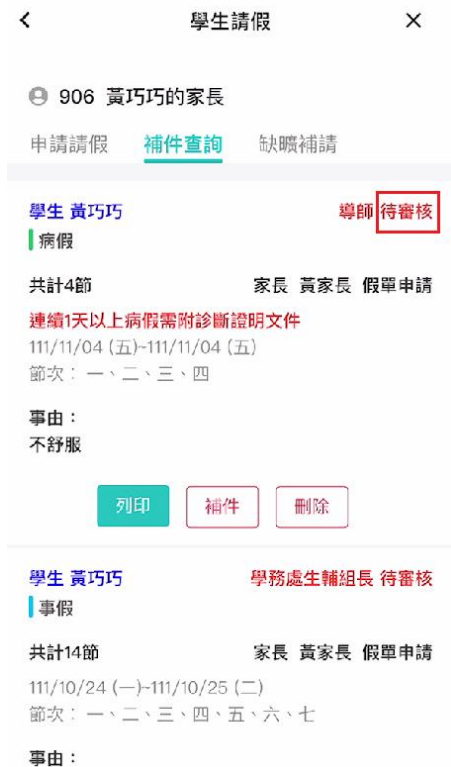 學生請假
906 黃巧巧的家長
申請請假 補件查詢 缺曠補請
學生 黃巧巧 導師 待審核
病假
共計4節 家長 黃家長 假單申請
連續1天以上病假需附診斷證明文件
111/11/04 (五)~111/11/04 (五)
節次： 一、二、三、四
事由：
不舒服
列印 補件 刪除
學生 黃巧巧 學務處生輔組長 待審核
事假
共計14節 家長 黃家長 假單申請
111/10/24 (一)~111/10/25 (二)
節次： 一、二、三、四、五、六、七
事由：